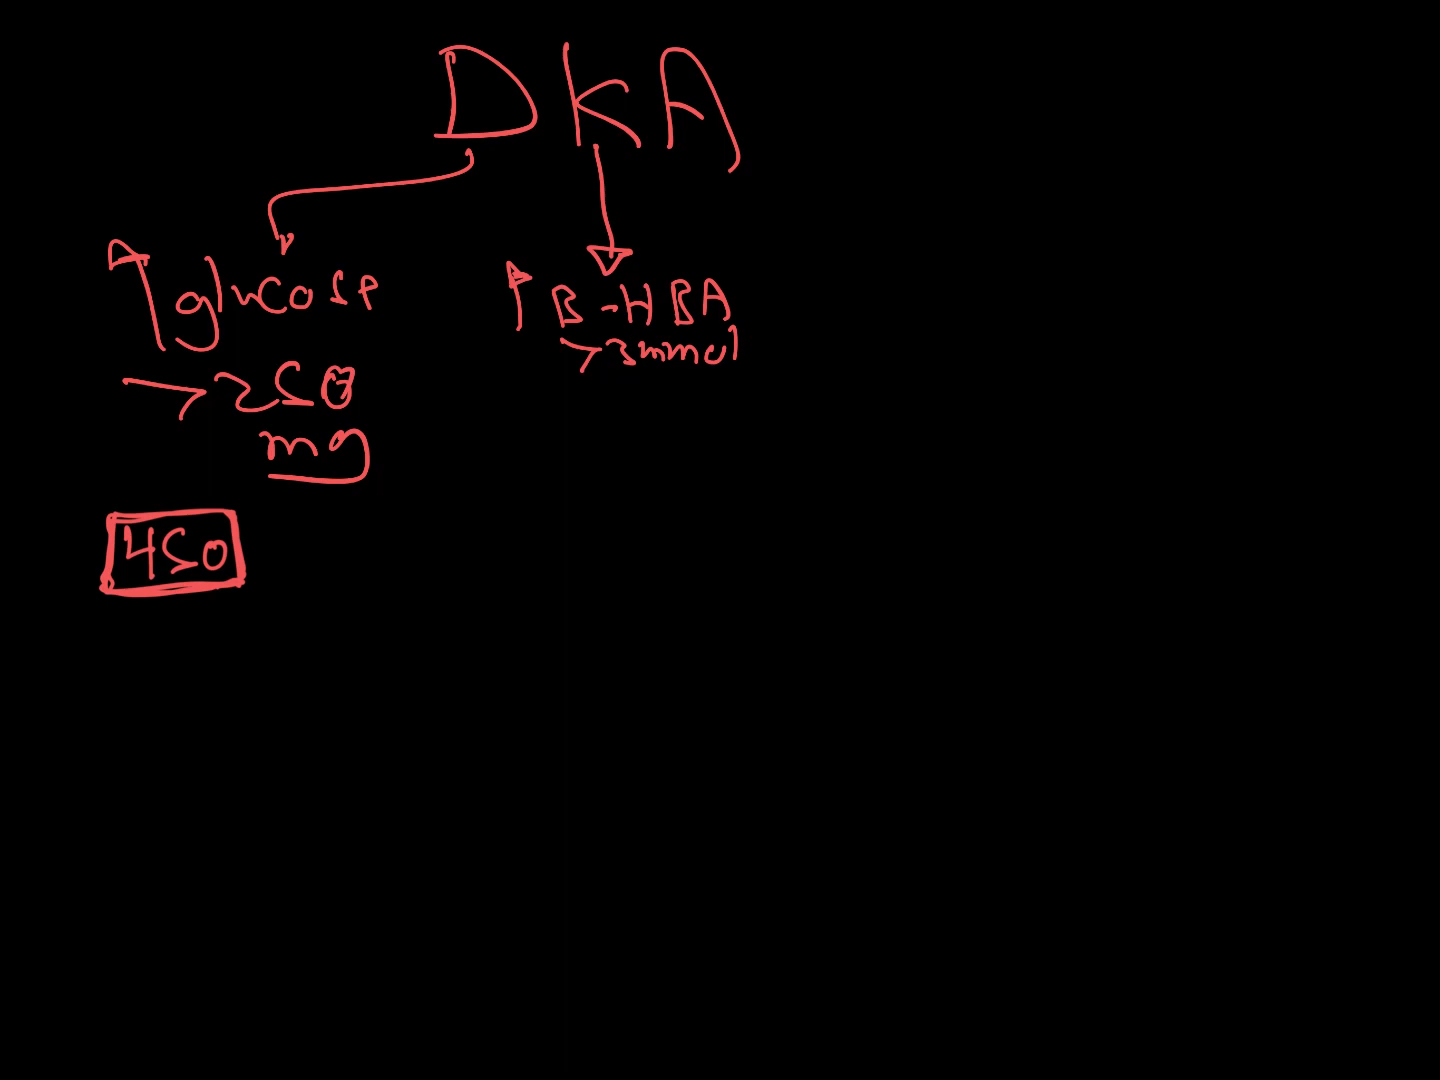 DKA
↑ glucose
> 250
mg
450
↑ B-HBA
> 3mmol